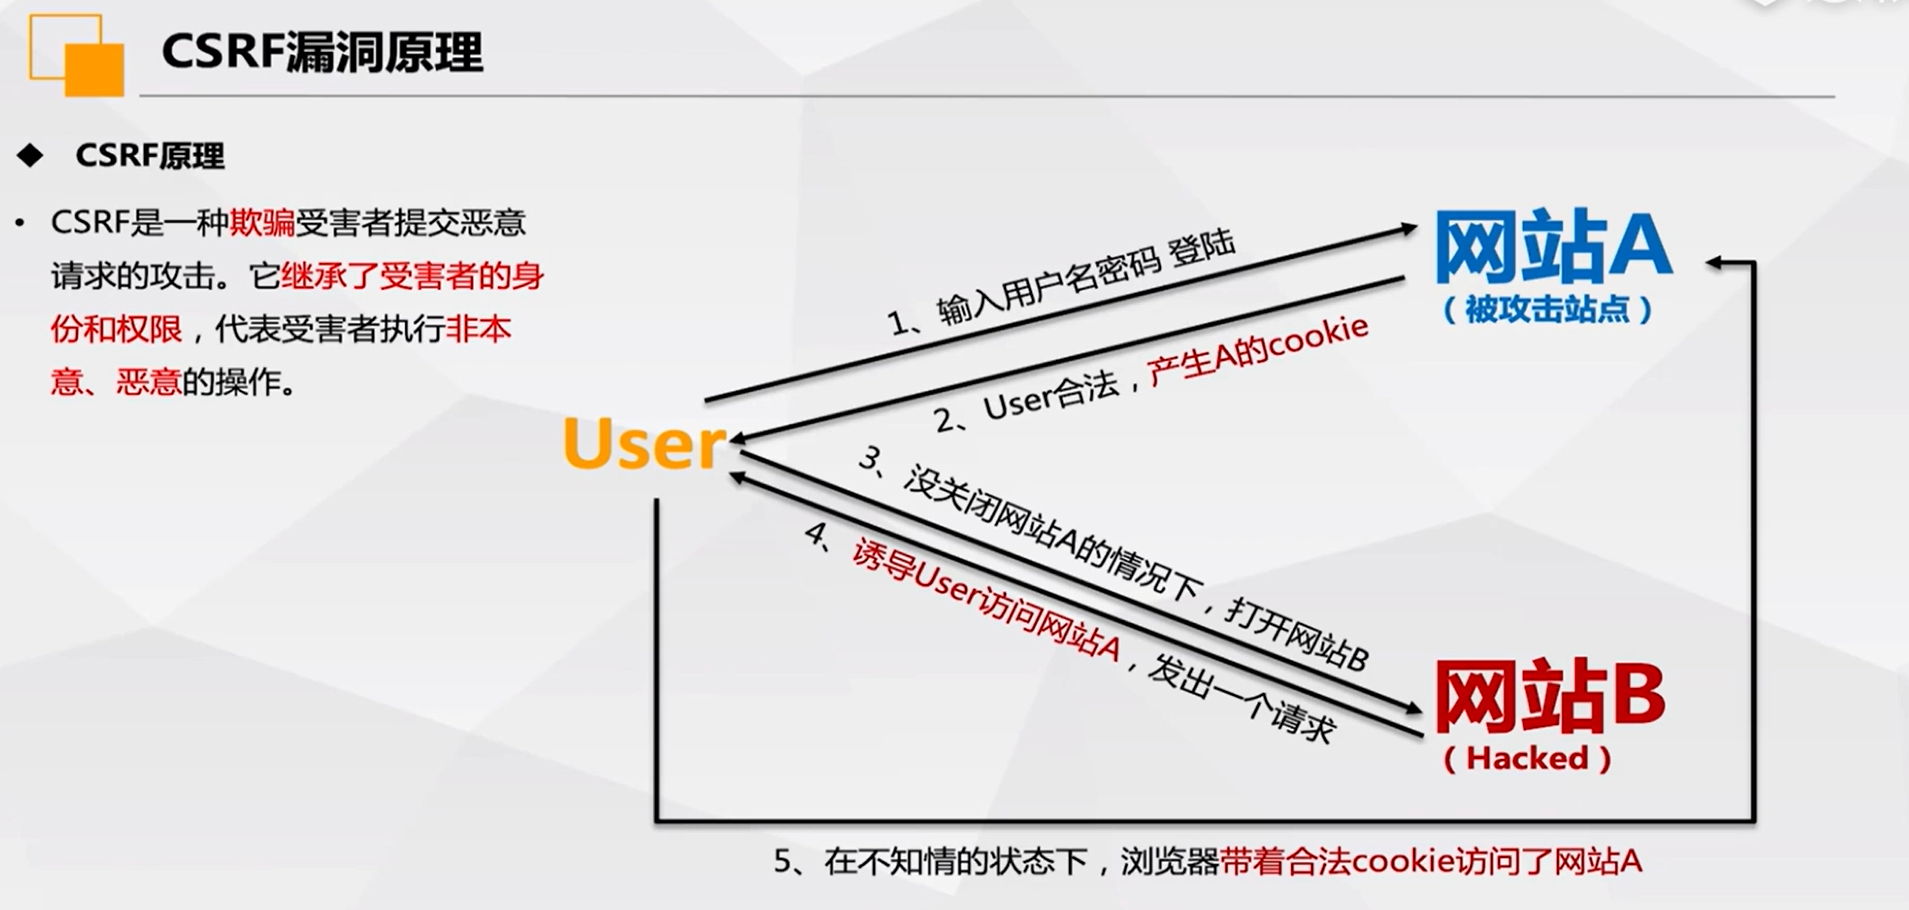 CSRF漏洞原理
CSRF原理
CSRF是一种欺骗受害者提交恶意
请求的攻击。它继承了受害者的身
份和权限，代表受害者执行非本
意、恶意的操作。
1、输入用户名密码 登陆
网站A
（被攻击站点）
2、User合法，产生A的cookie
User
3、没关闭网站A的情况下，打开网站B
4、诱导User访问网站A，发出一个请求
网站B
（Hacked）
5、在不知情的状态下，浏览器带着合法cookie访问了网站A